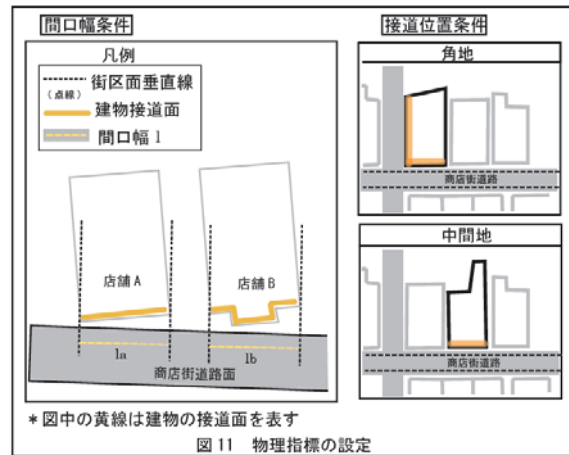 間口幅条件
凡例
街区面垂直線
(点線)
建物接道面
間口幅 l
店舗A
店舗B
la
lb
商店街道路面
接道位置条件
角地
商店街道路
中間地
商店街道路
*図中の黄線は建物の接道面を表す
図11 物理指標の設定